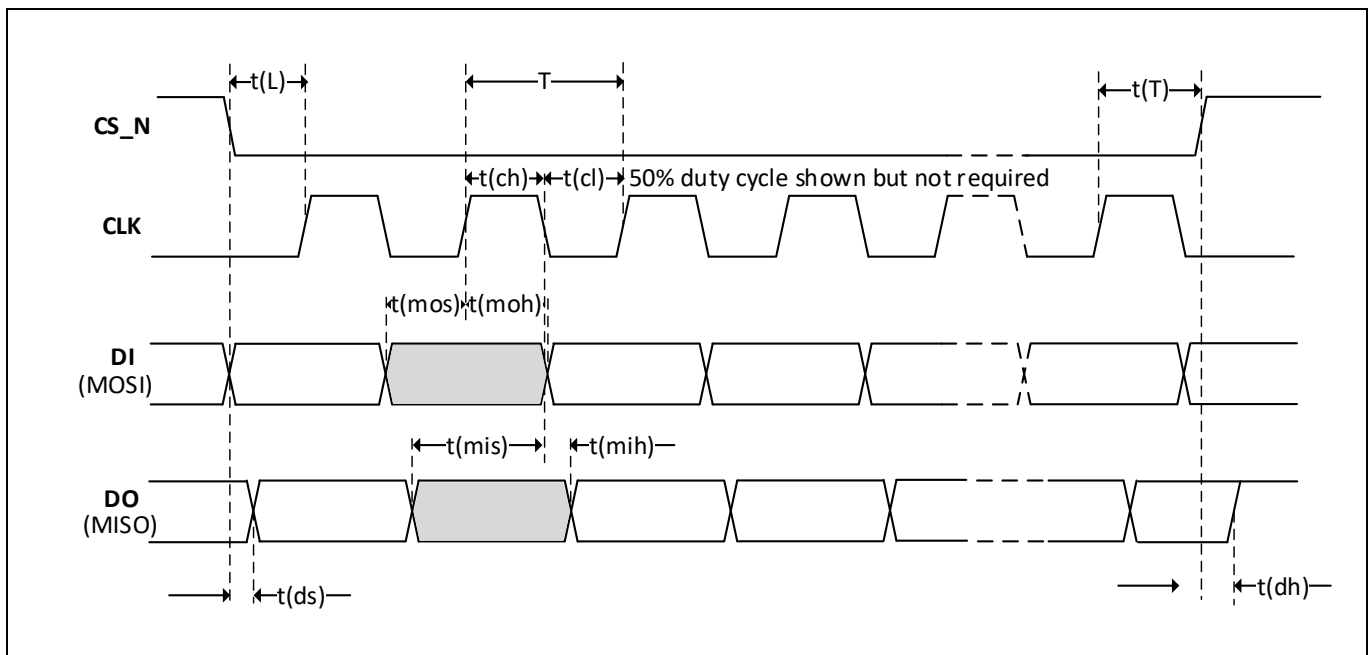 t(L)
T
t(T)
CS_N
t(ch) t(cl) 50% duty cycle shown but not required
CLK
t(mos) t(moh)
DI
(MOSI)
t(mis) t(mih)
DO
(MISO)
t(ds) t(dh)